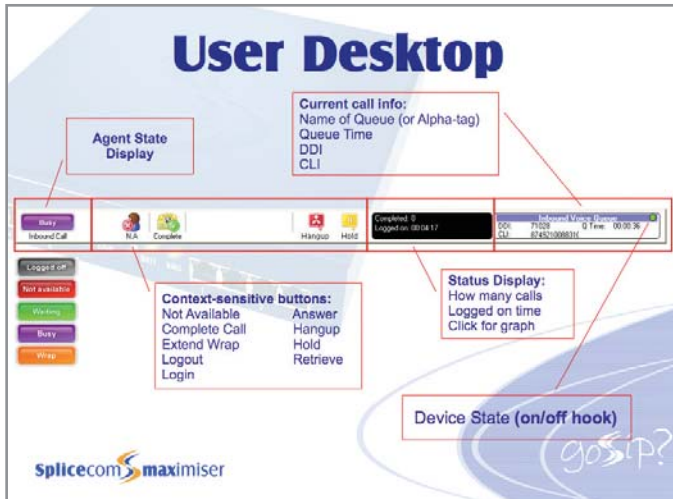 User Desktop
Agent State
Display
Current call info:
Name of Queue (or Alpha-tag)
Queue Time
DDI
CLI
Busy
Inbound Call
N.A
Complete
Hangup
Hold
Completed: 0
Logged on: 00:04:17
Inbound Voice Queue
DDI: 71028 Q Time: 00:00:36
CLI:
Logged off
Not available
Waiting
Busy
Wrap
Context-sensitive buttons:
Not Available Answer
Complete Call Hangup
Extend Wrap Hold
Logout Retrieve
Login
Status Display:
How many calls
Logged on time
Click for graph
Device State (on/off hook)
splicecom maximiser
gossip?